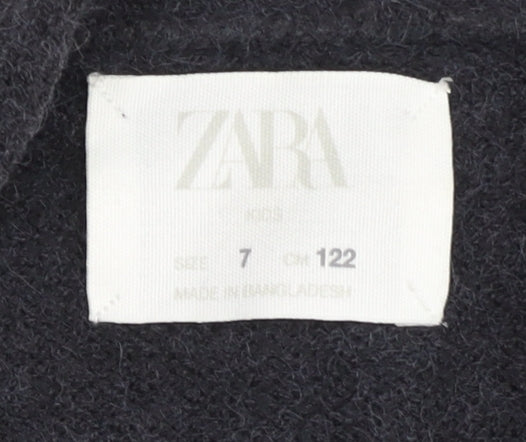 ZARA
KIDS
SIZE 7 CM 122
MADE IN BANGLADESH